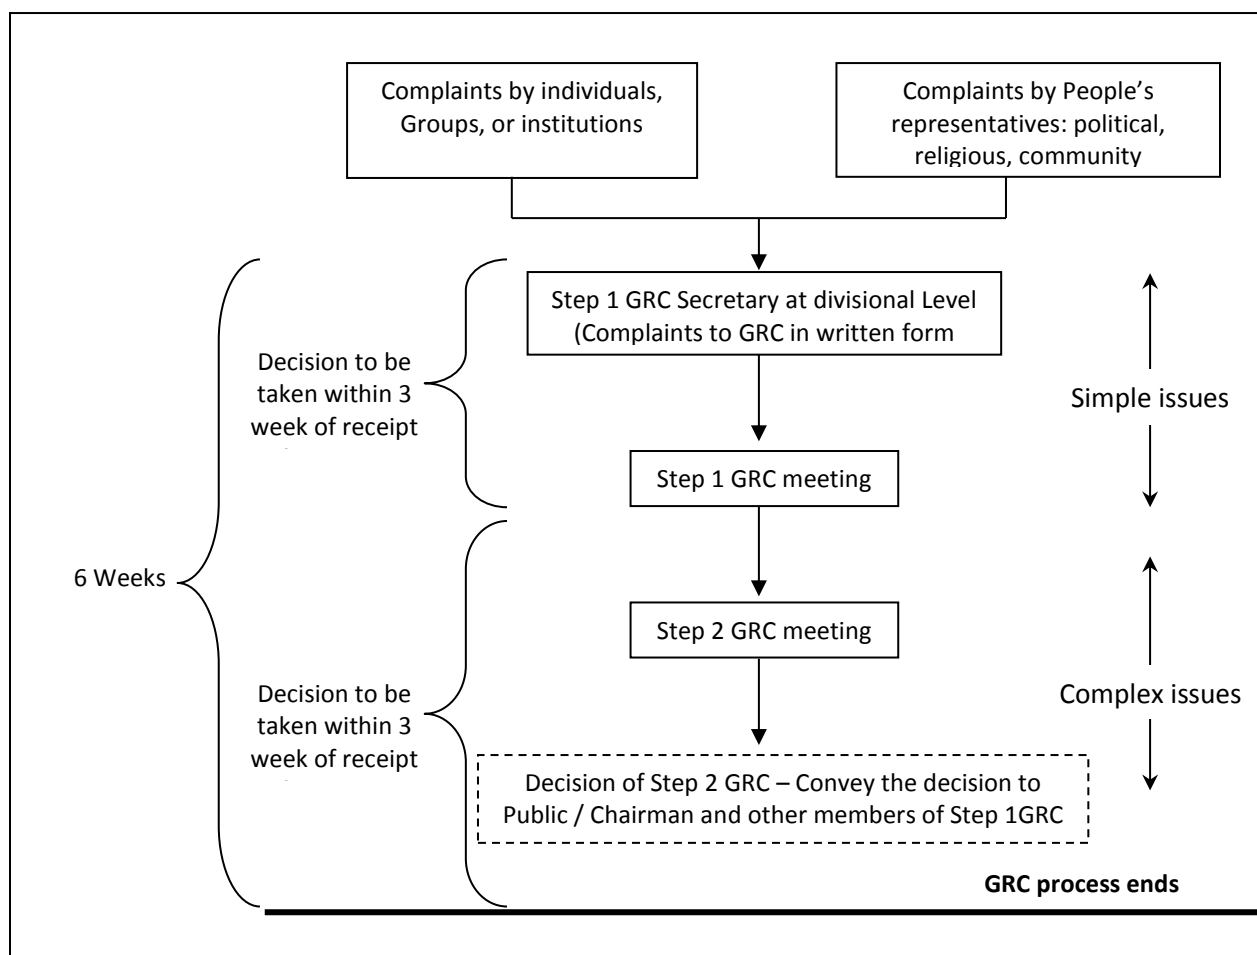 Complaints by individuals,
Groups, or institutions
Complaints by People’s
representatives: political,
religious, community
Step 1 GRC Secretary at divisional Level
(Complaints to GRC in written form
Decision to be
taken within 3
week of receipt
Simple issues
Step 1 GRC meeting
6 Weeks
Step 2 GRC meeting
Decision to be
taken within 3
week of receipt
Complex issues
Decision of Step 2 GRC – Convey the decision to
Public / Chairman and other members of Step 1GRC
GRC process ends